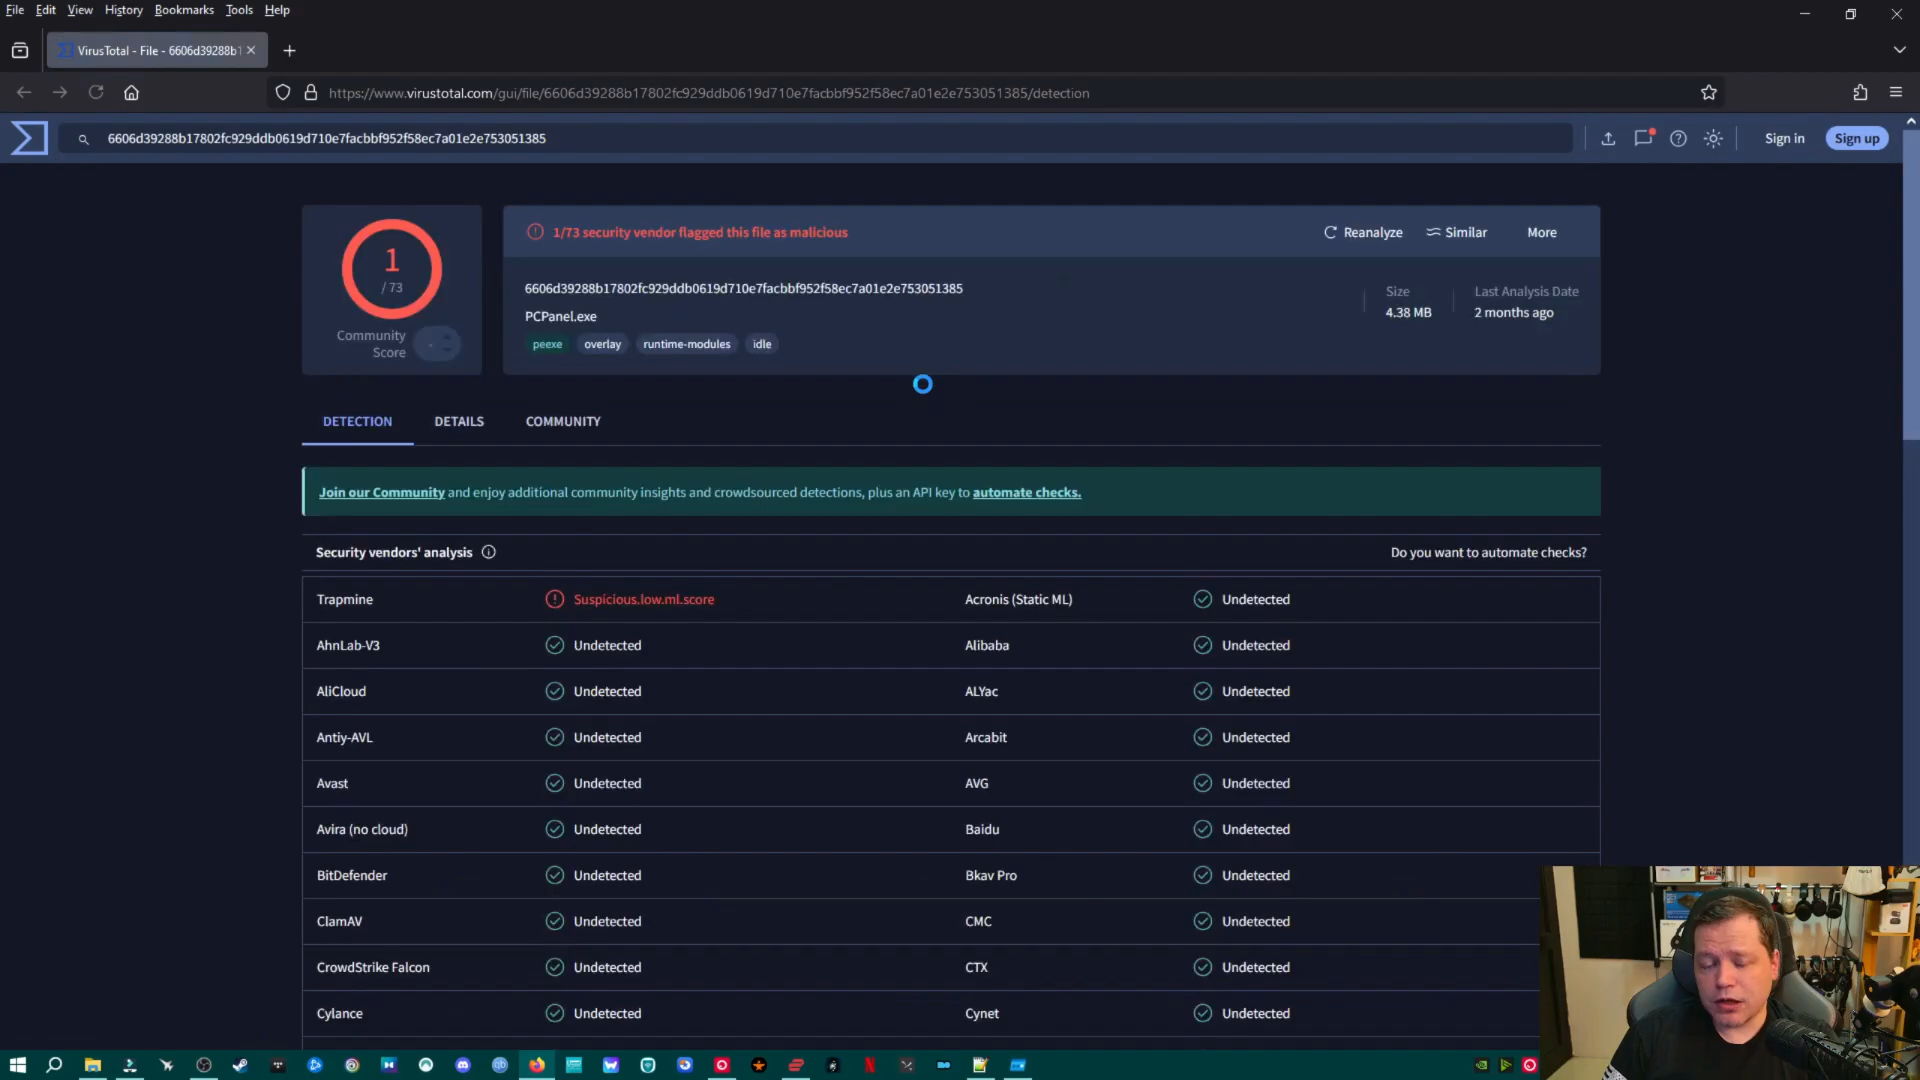 File Edit View History Bookmarks Tools Help
VirusTotal - File - 6606d39288b1
https://www.virustotal.com/gui/file/6606d39288b17802fc929ddb0619d710e7facbbf952f58ec7a01e2e753051385/detection
6606d39288b17802fc929ddb0619d710e7facbbf952f58ec7a01e2e753051385
Sign in
Sign up
1
/ 73
Community Score
1/73 security vendor flagged this file as malicious
Reanalyze
Similar
More
6606d39288b17802fc929ddb0619d710e7facbbf952f58ec7a01e2e753051385
PCPanel.exe
peexe overlay runtime-modules idle
Size
4.38 MB
Last Analysis Date
2 months ago
DETECTION DETAILS COMMUNITY
Join our Community and enjoy additional community insights and crowdsourced detections, plus an API key to automate checks.
Security vendors' analysis
Do you want to automate checks?
Trapmine Suspicious.low.ml.score Acronis (Static ML) Undetected
AhnLab-V3 Undetected Alibaba Undetected
AliCloud Undetected ALYac Undetected
Antiy-AVL Undetected Arcabit Undetected
Avast Undetected AVG Undetected
Avira (no cloud) Undetected Baidu Undetected
BitDefender Undetected Bkav Pro Undetected
ClamAV Undetected CMC Undetected
CrowdStrike Falcon Undetected CTX Undetected
Cylance Undetected Cynet Undetected